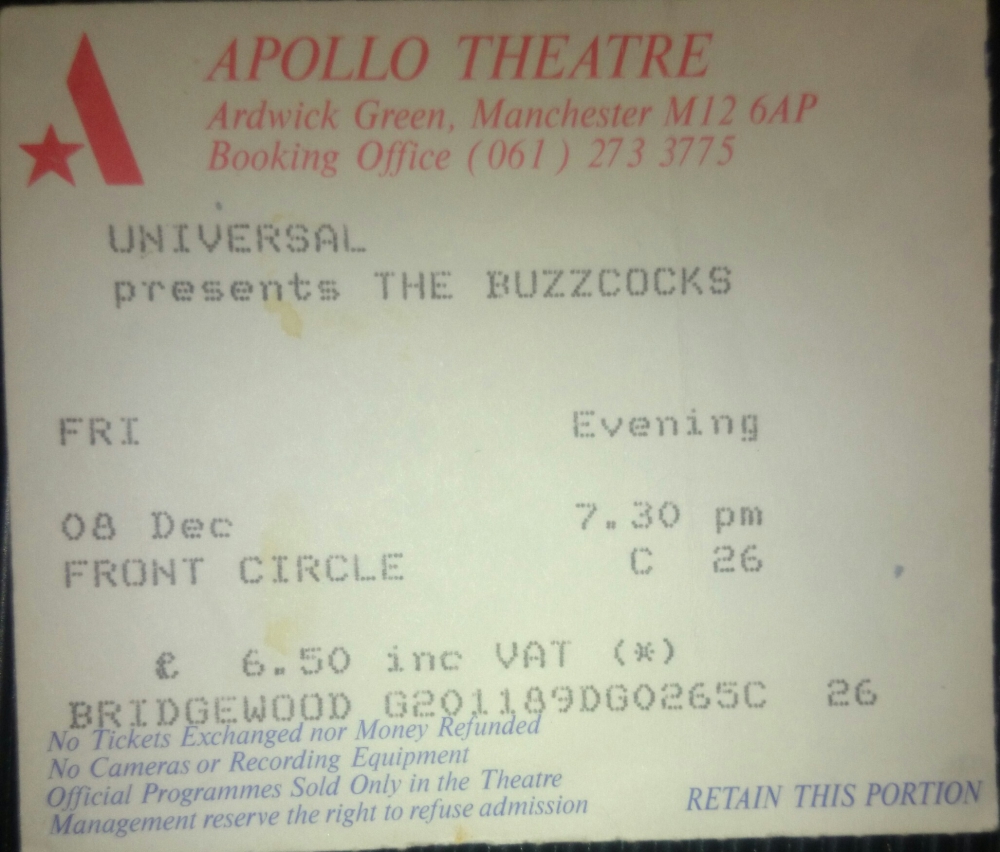 APOLLO THEATRE
Ardwick Green, Manchester M12 6AP
Booking Office (061) 273 3775
UNIVERSAL
presents THE BUZZCOCKS
FRI Evening
08 Dec 7.30 pm
FRONT CIRCLE C 26
£ 6.50 inc VAT (*)
BRIDGEWOOD G201189DG0265C 26
No Tickets Exchanged nor Money Refunded
No Cameras or Recording Equipment
Official Programmes Sold Only in the Theatre
Management reserve the right to refuse admission
RETAIN THIS PORTION